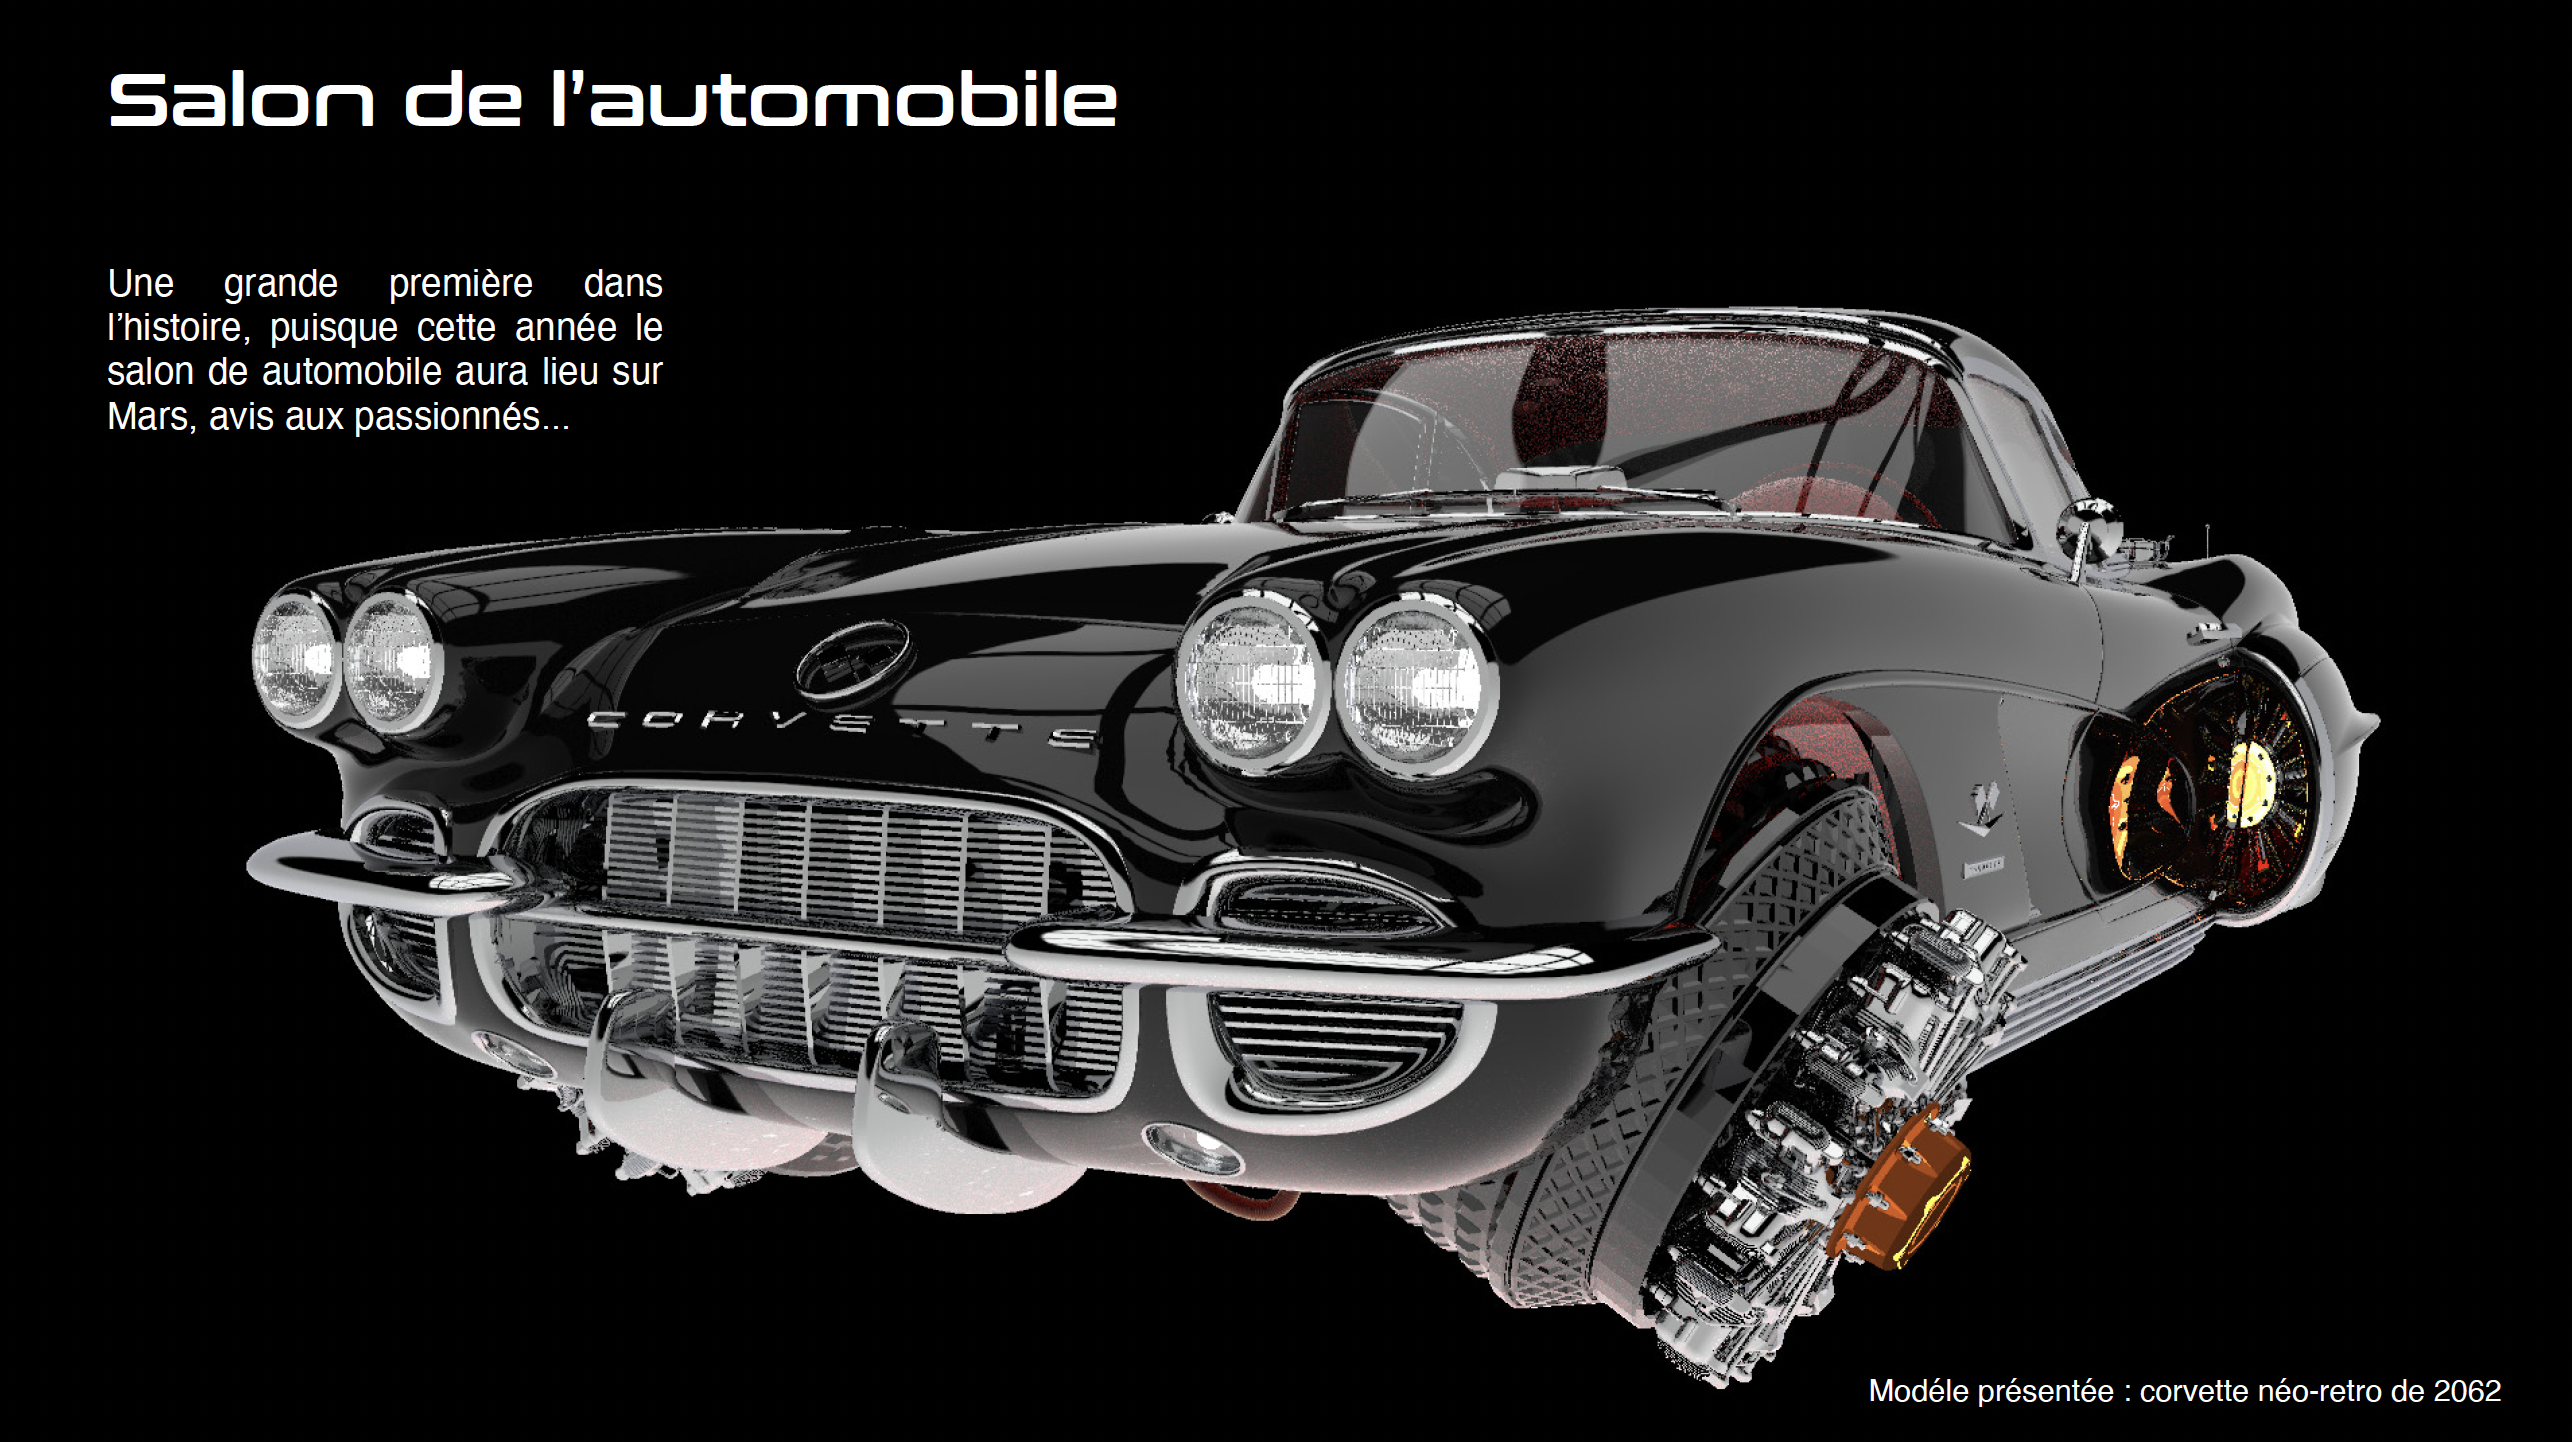 Salon de l’automobile
Une grande première dans
l’histoire, puisque cette année le
salon de automobile aura lieu sur
Mars, avis aux passionnés...
CORVETTE
Modéle présentée : corvette néo-retro de 2062